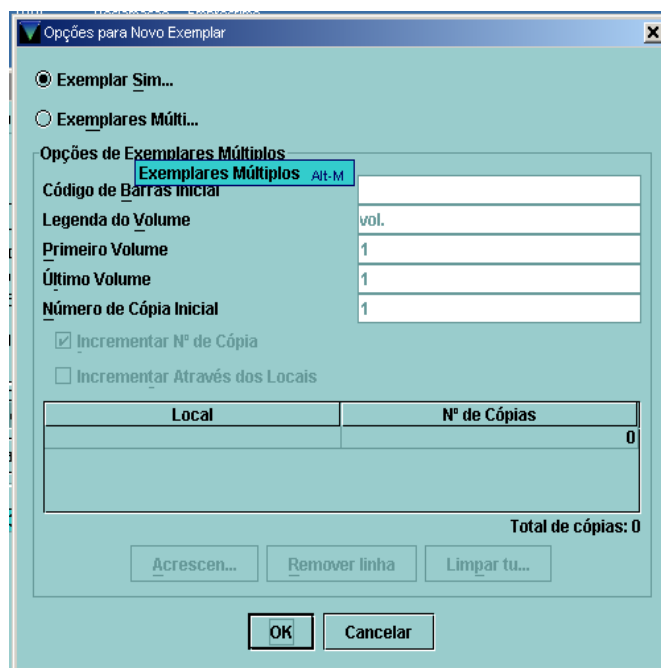 Opções para Novo Exemplar
Exemplar Sim...
Exemplares Múlti...
Opções de Exemplares Múltiplos
Exemplares Múltiplos Alt-M
Código de Barras Inicial
Legenda do Volume vol.
Primeiro Volume 1
Último Volume 1
Número de Cópia Inicial 1
Incrementar Nº de Cópia
Incrementar Através dos Locais
Local Nº de Cópias
0
Total de cópias: 0
Acrescen... Remover linha Limpar tu...
OK Cancelar